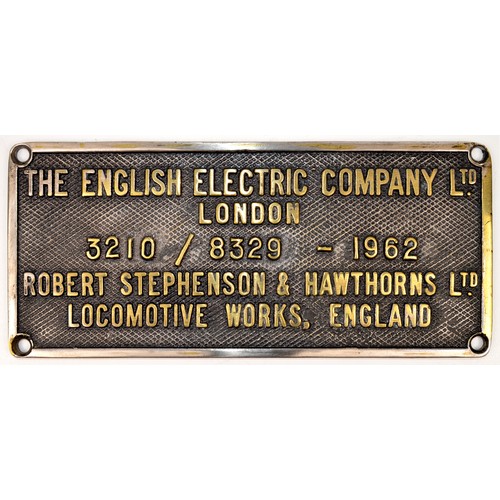 THE ENGLISH ELECTRIC COMPANY LTD.
LONDON
3210 / 8329 - 1962
ROBERT STEPHENSON & HAWTHORNS LTD
LOCOMOTIVE WORKS, ENGLAND